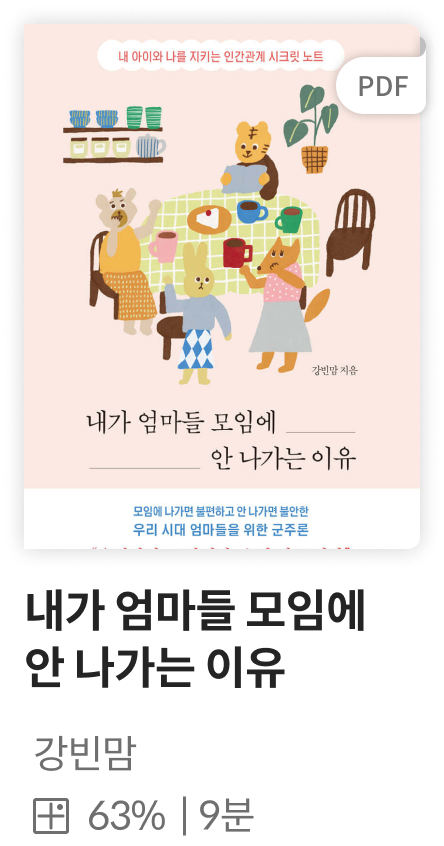 내 아이와 나를 지키는 인간관계 시크릿 노트
PDF
강빈맘 지음
내가 엄마들 모임에
안 나가는 이유
모임에 나가면 불편하고 안 나가면 불안한
우리 시대 엄마들을 위한 군주론
내가 엄마들 모임에
안 나가는 이유
강빈맘
63% | 9분